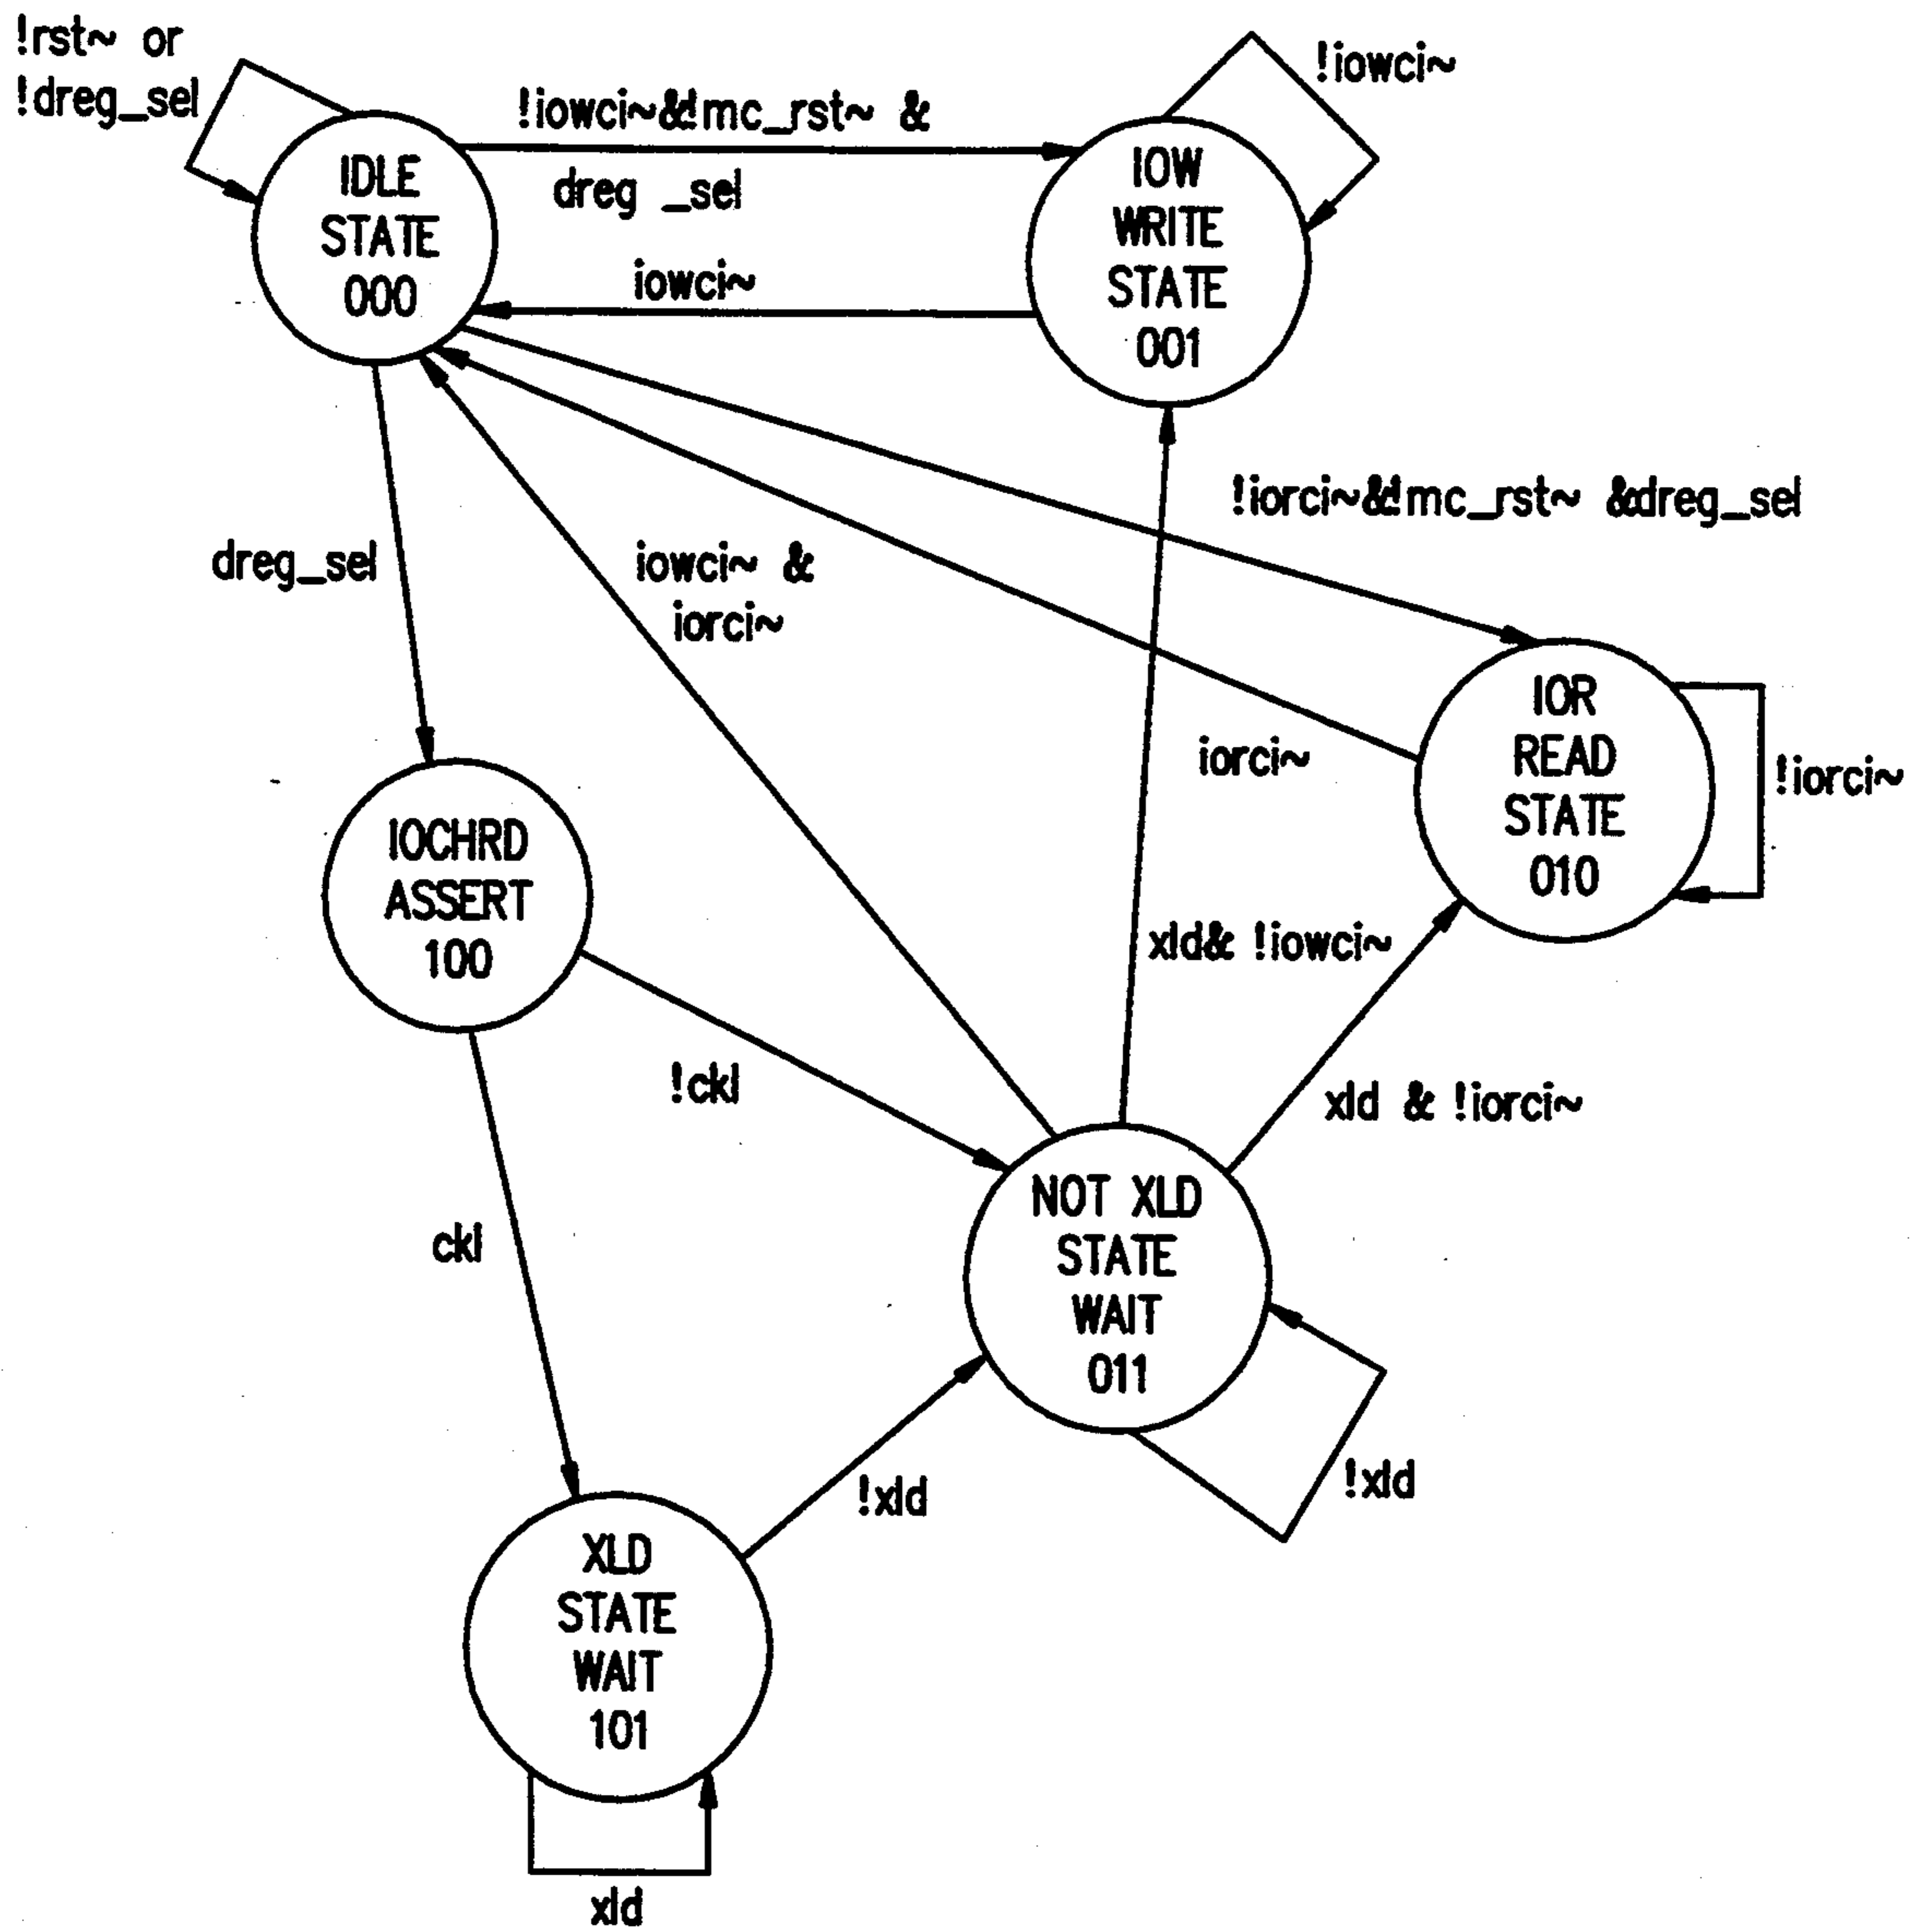 !rst~ or
!dreg_sel
IDLE
STATE
000
!iowci~&!mc_rst~ &
dreg _sel
iowci~
IOW
WRITE
STATE
001
!iowci~
!iorci~&!mc_rst~ &dreg_sel
dreg_sel
iowci~ &
iorci~
iorci~
IOR
READ
STATE
010
!iorci~
IOCHRD
ASSERT
100
xld& !iowci~
xld & !iorci~
!ckl
ckl
NOT XLD
STATE
WAIT
011
!xld
!xld
XLD
STATE
WAIT
101
xld